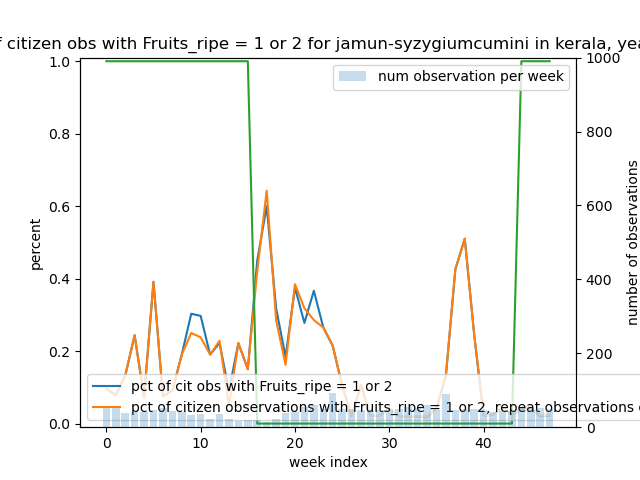 f citizen obs with Fruits_ripe = 1 or 2 for jamun-syzygiumcumini in kerala, yea
num observation per week
1.0
0.8
0.6
0.4
0.2
0.0
percent
1000
800
600
400
200
0
number of observations
pct of cit obs with Fruits_ripe = 1 or 2
pct of citizen observations with Fruits_ripe = 1 or 2, repeat observations
0 10 20 30 40
week index